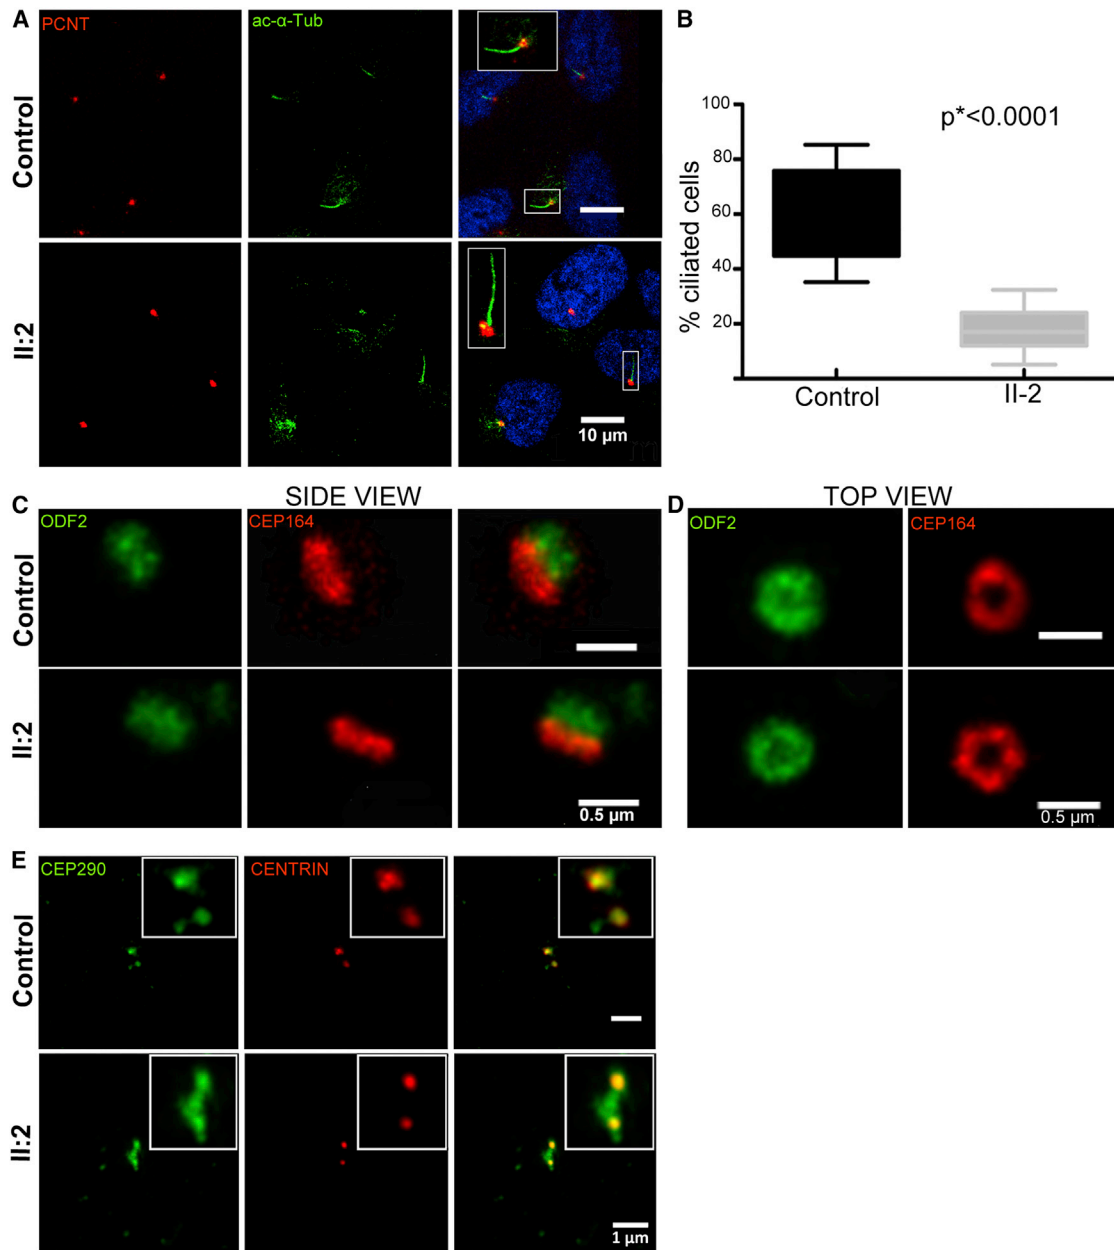 A
PCNT
ac-α-Tub
Control
II:2
10 μm
B
p*<0.0001
% ciliated cells
100
80
60
40
20
Control
II-2
SIDE VIEW
C
ODF2
CEP164
Control
II:2
0.5 μm
TOP VIEW
D
ODF2
CEP164
0.5 μm
E
CEP290
CENTRIN
Control
II:2
1 μm